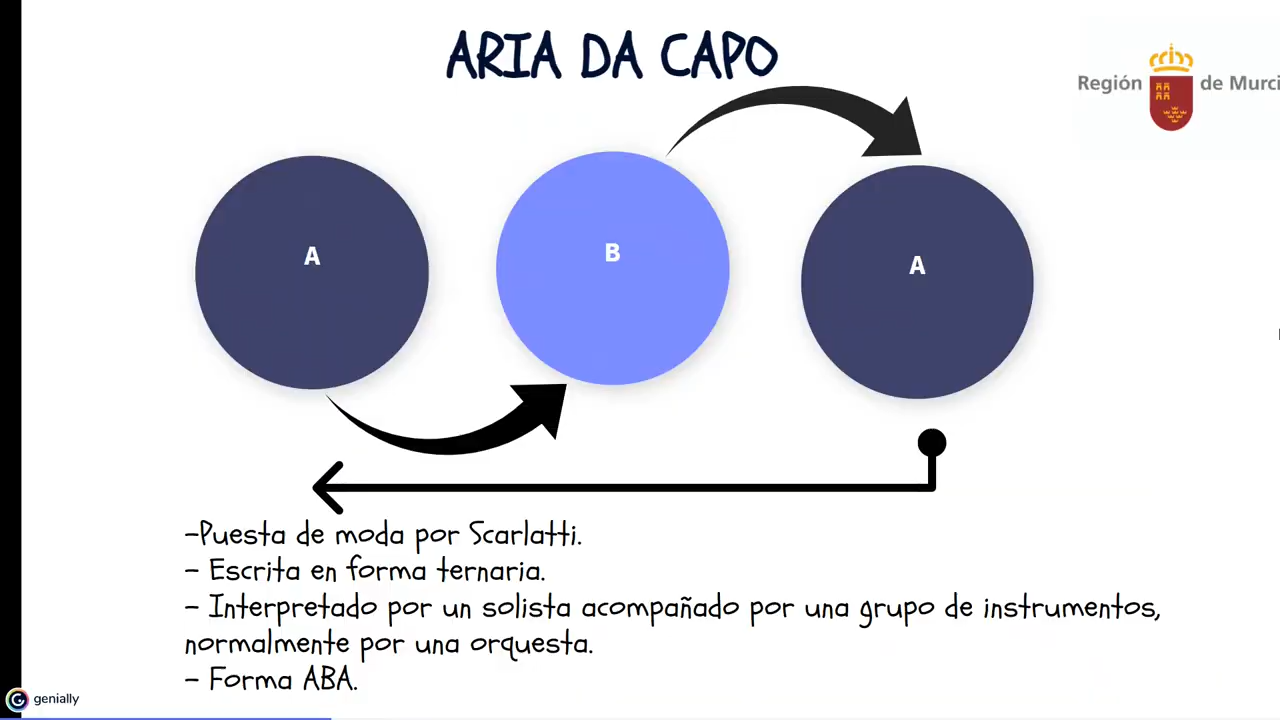 ARIA DA CAPO
Región de Murci
A
B
A
-Puesta de moda por Scarlatti.
- Escrita en forma ternaria.
- Interpretado por un solista acompañado por una grupo de instrumentos,
normalmente por una orquesta.
- Forma ABA.
genially